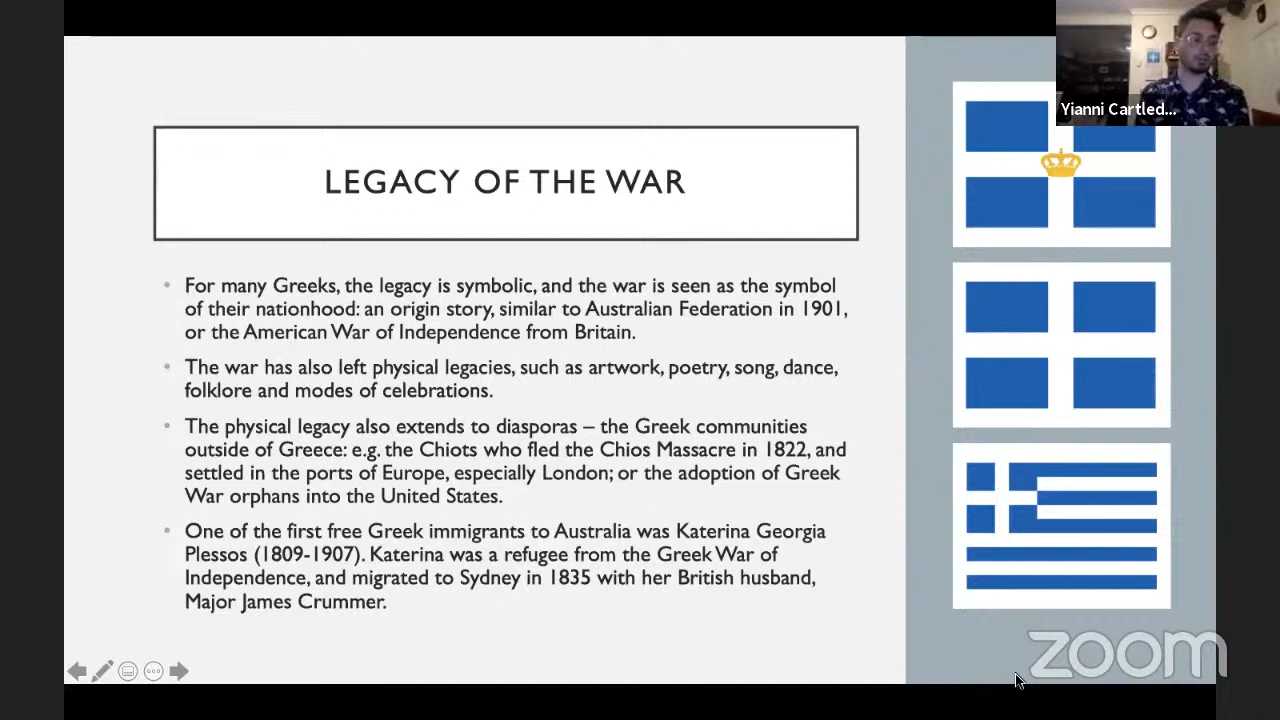 Yianni Cartled...
LEGACY OF THE WAR
For many Greeks, the legacy is symbolic, and the war is seen as the symbol
of their nationhood: an origin story, similar to Australian Federation in 1901,
or the American War of Independence from Britain.
The war has also left physical legacies, such as artwork, poetry, song, dance,
folklore and modes of celebrations.
The physical legacy also extends to diasporas – the Greek communities
outside of Greece: e.g. the Chiots who fled the Chios Massacre in 1822, and
settled in the ports of Europe, especially London; or the adoption of Greek
War orphans into the United States.
One of the first free Greek immigrants to Australia was Katerina Georgia
Plessos (1809-1907). Katerina was a refugee from the Greek War of
Independence, and migrated to Sydney in 1835 with her British husband,
Major James Crummer.
zoom